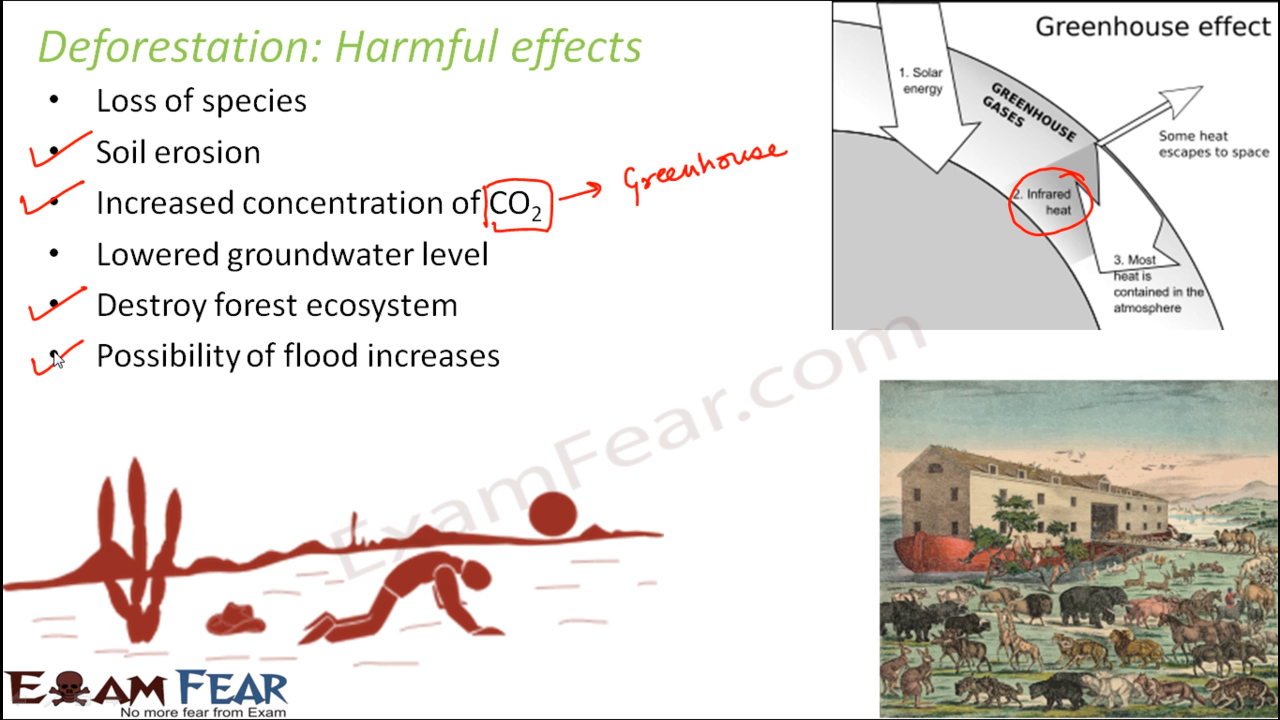 Deforestation: Harmful effects
• Loss of species
• Soil erosion
• Increased concentration of CO₂ → Greenhouse
• Lowered groundwater level
• Destroy forest ecosystem
• Possibility of flood increases
Greenhouse effect
1. Solar
energy
GREENHOUSE
GASES
Some heat
escapes to space
2. Infrared
heat
3. Most
heat is
contained in the
atmosphere
ExamFear.com
EXAM FEAR
No more fear from Exam